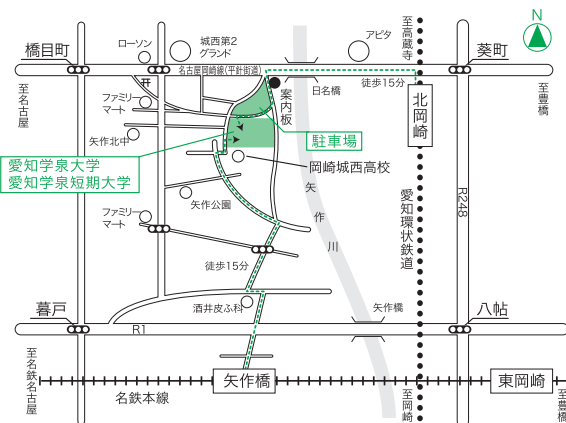 N
至高蔵寺
橋目町
ローソン
城西第2
グランド
アピタ
葵町
名古屋岡崎線(平針街道)
徒歩15分
至名古屋
ファミリー
マート
案内板
日名橋
北岡崎
至豊橋
矢作北中
駐車場
愛知学泉大学
愛知学泉短期大学
岡崎城西高校
矢作川
愛知環状鉄道
R248
矢作公園
ファミリー
マート
徒歩15分
酒井皮ふ科
暮戸
R1
矢作橋
八帖
至名鉄名古屋
矢作橋
東岡崎
名鉄本線
至岡崎
至豊橋